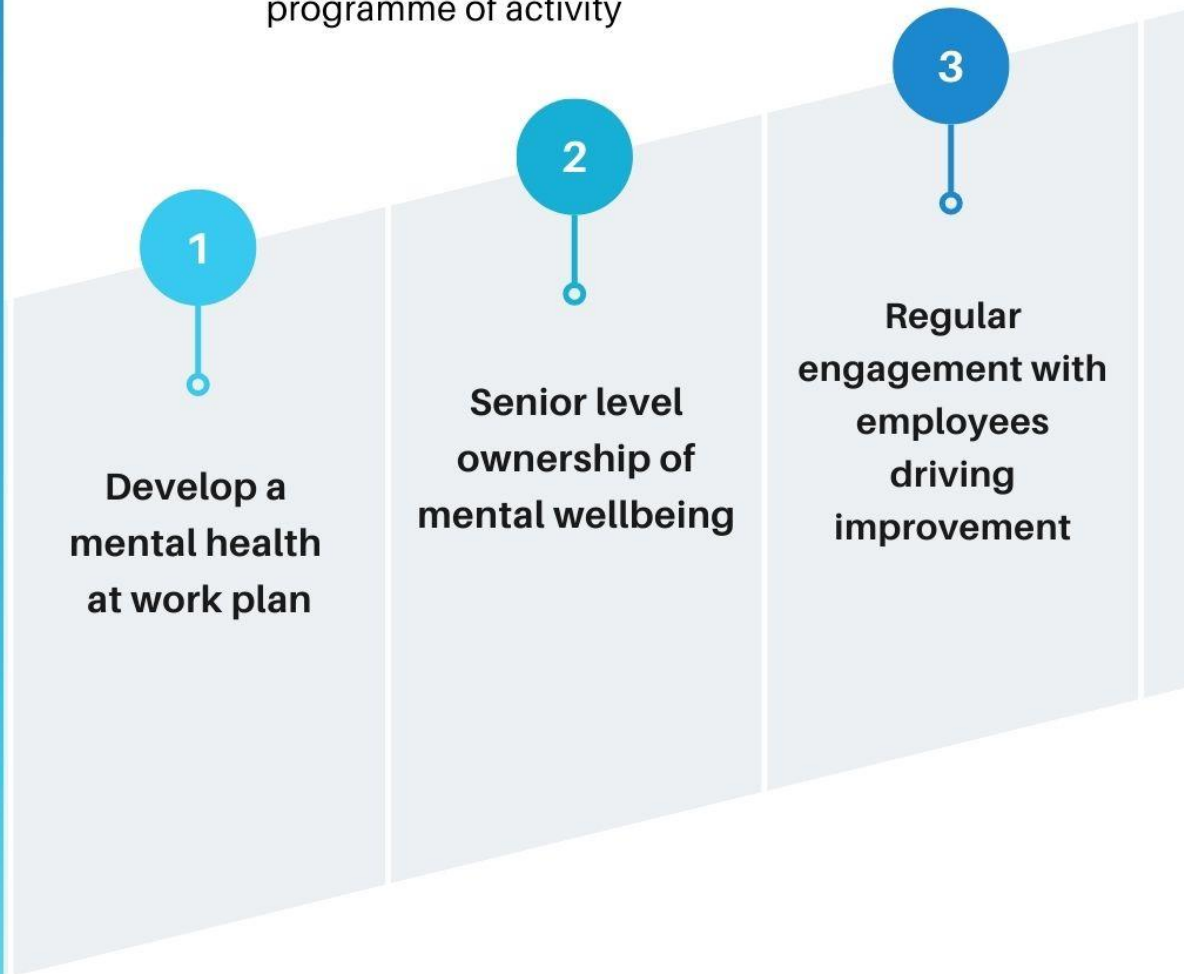 programme of activity
1
Develop a
mental health
at work plan
2
Senior level
ownership of
mental wellbeing
3
Regular
engagement with
employees
driving
improvement